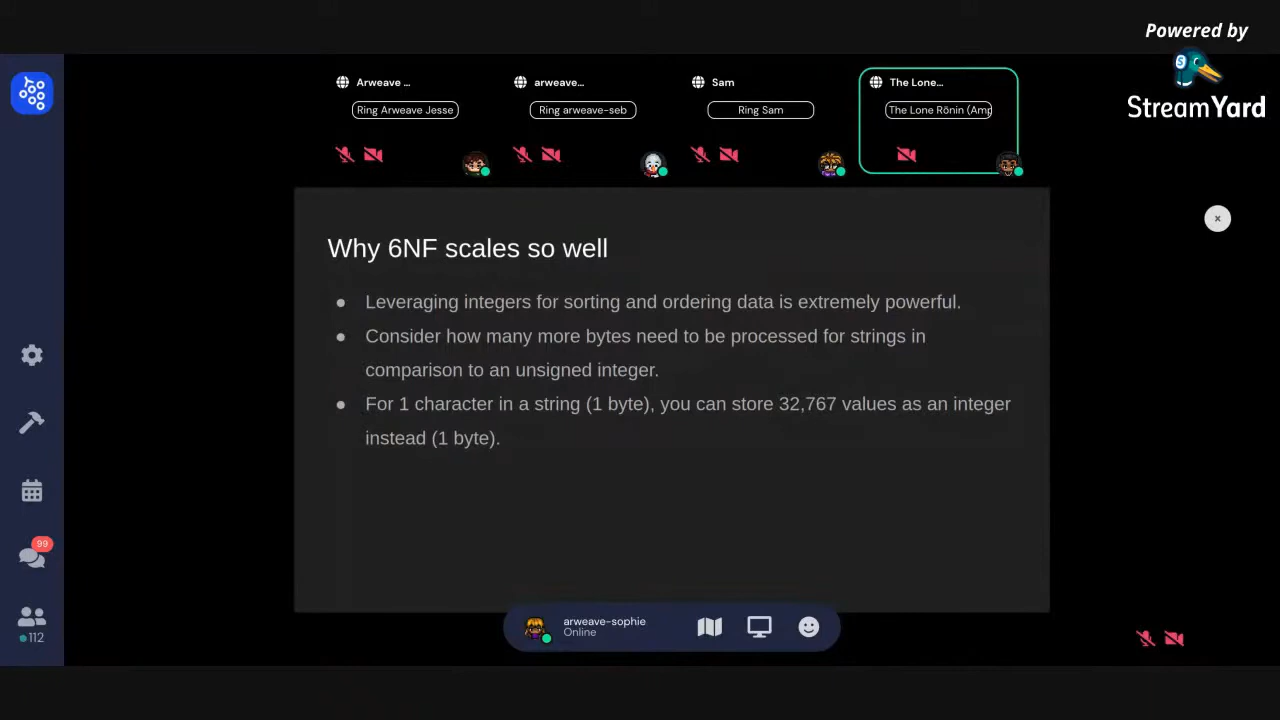 Powered by
StreamYard
Arweave ...
arweave...
Sam
The Lone...
Ring Arweave Jesse
Ring arweave-seb
Ring Sam
The Lone Rōnin (Amp
Why 6NF scales so well
● Leveraging integers for sorting and ordering data is extremely powerful.
● Consider how many more bytes need to be processed for strings in
comparison to an unsigned integer.
● For 1 character in a string (1 byte), you can store 32,767 values as an integer
instead (1 byte).
99
112
arweave-sophie
Online